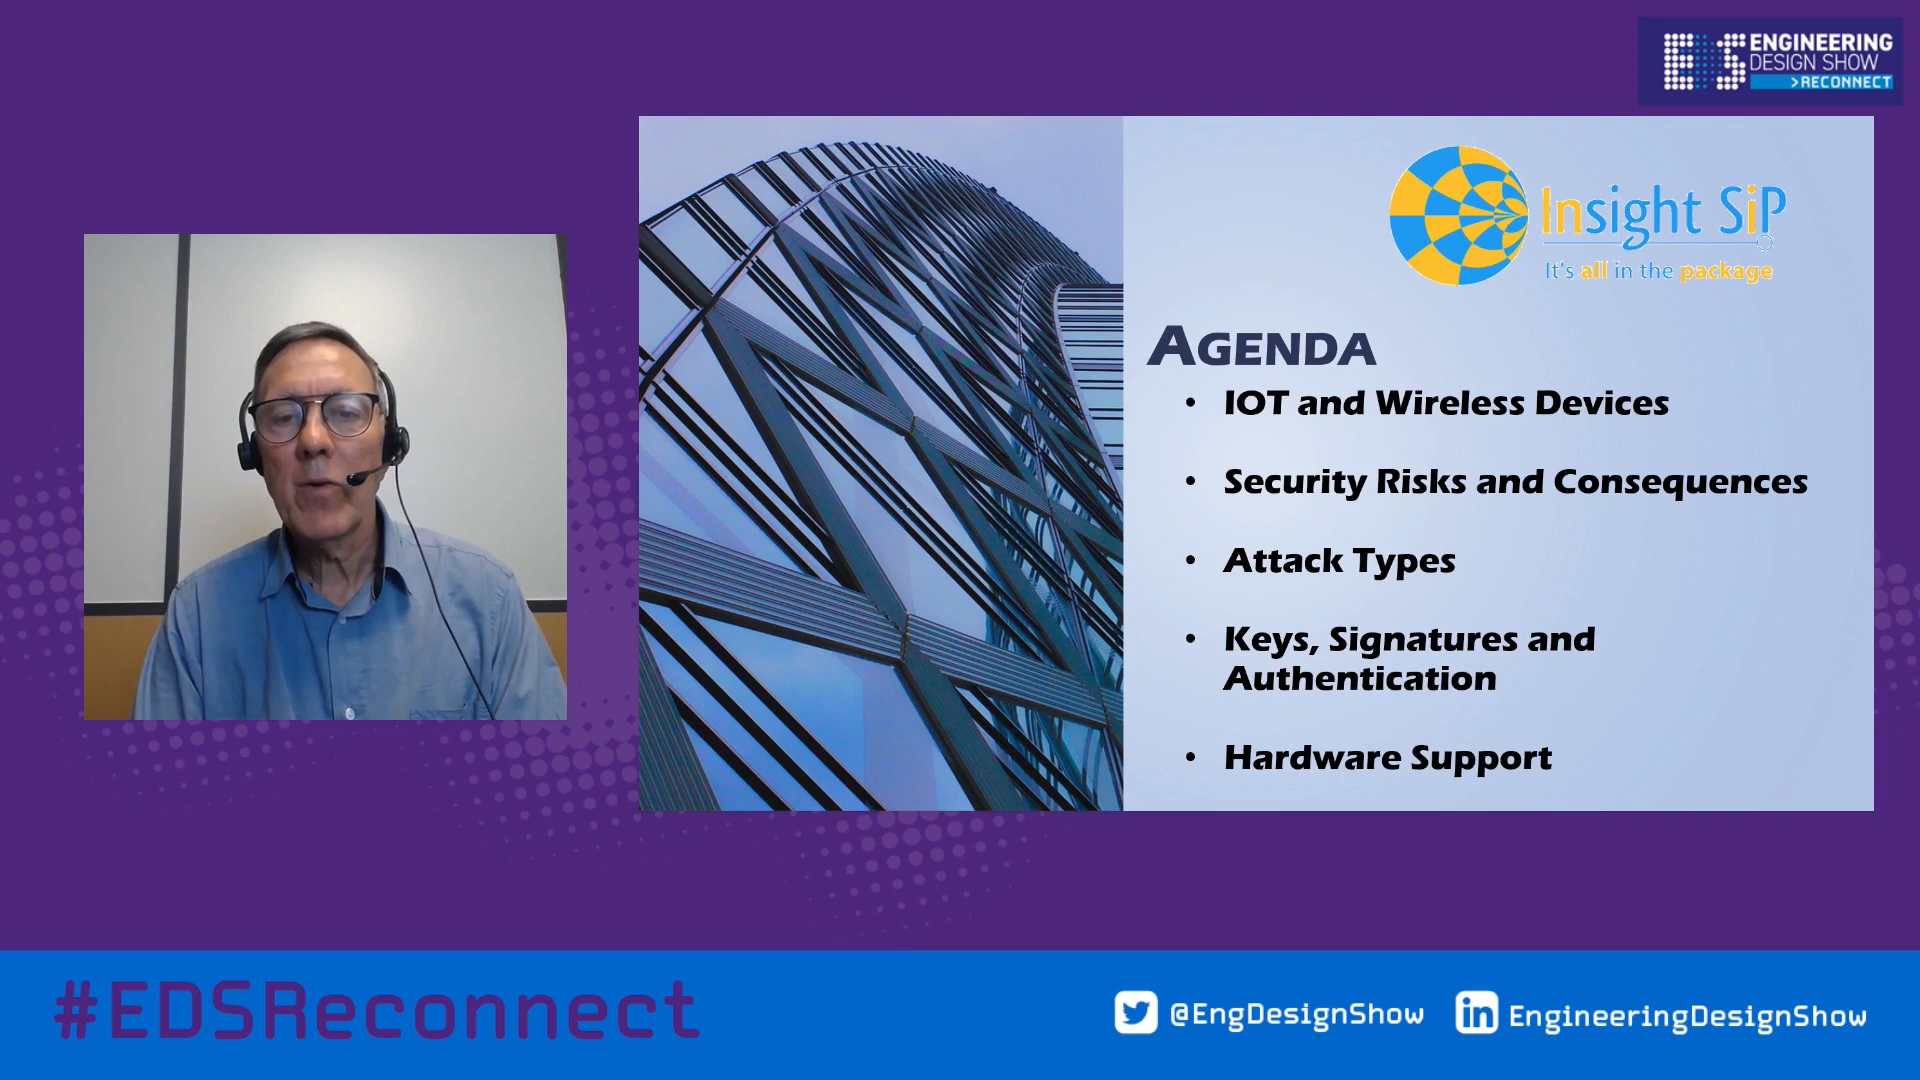 ENGINEERING
DESIGN SHOW
>RECONNECT
Insight SiP
It's all in the package
AGENDA
• IOT and Wireless Devices
• Security Risks and Consequences
• Attack Types
• Keys, Signatures and
Authentication
• Hardware Support
#EDSReconnect
@EngDesignShow
in EngineeringDesignShow